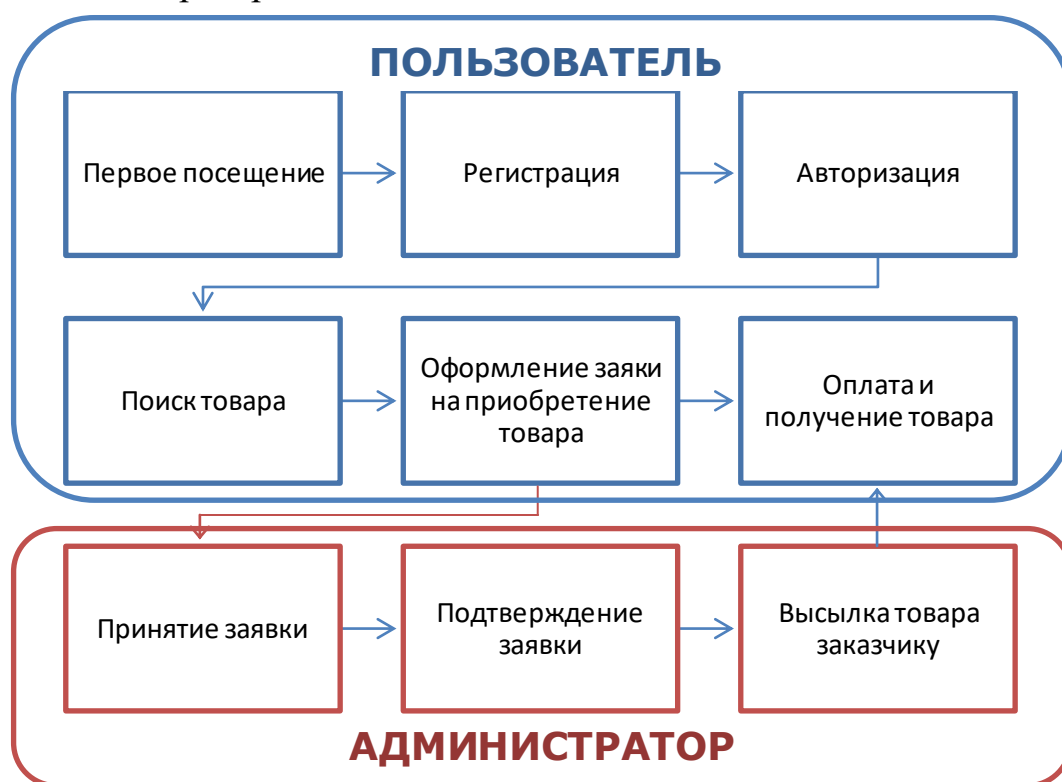 ПОЛЬЗОВАТЕЛЬ
Первое посещение
Регистрация
Авторизация
Поиск товара
Оформление заяки
на приобретение
товара
Оплата и
получение товара
Принятие заявки
Подтверждение
заявки
Высылка товара
заказчику
АДМИНИСТРАТОР